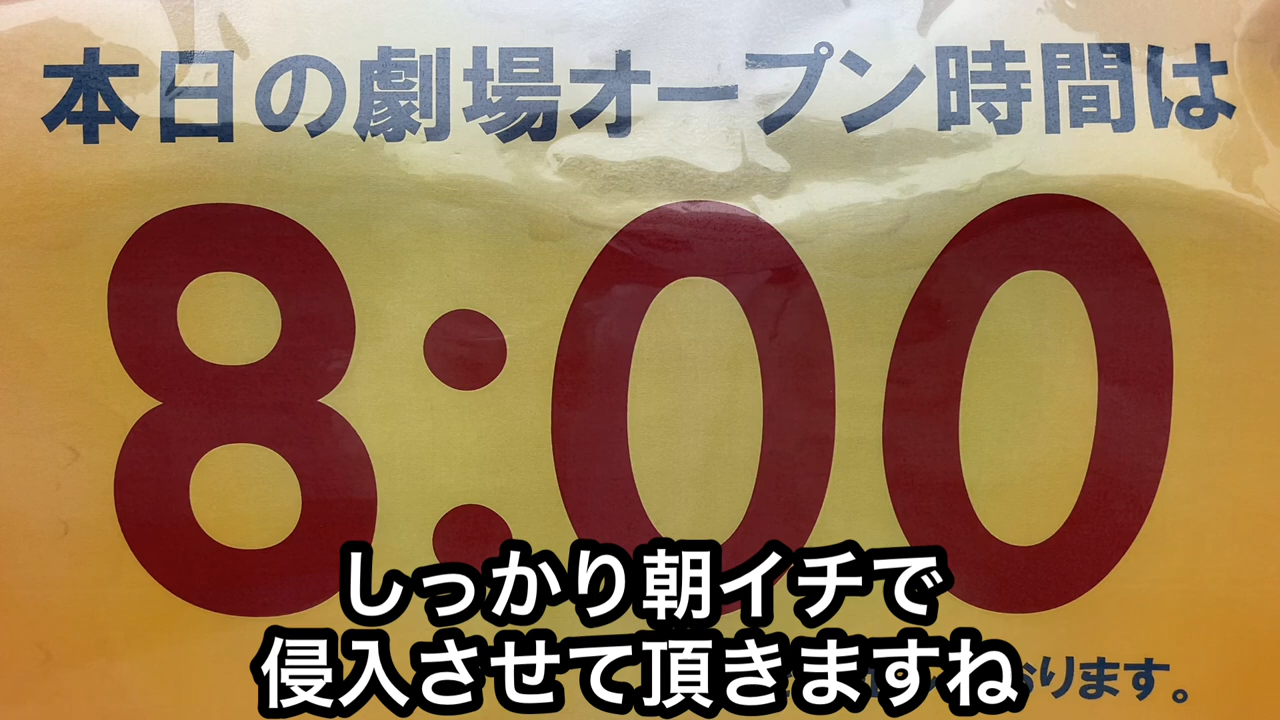 本日の劇場オープン時間は
8:00
しっかり朝イチで
侵入させて頂きますね
ります。